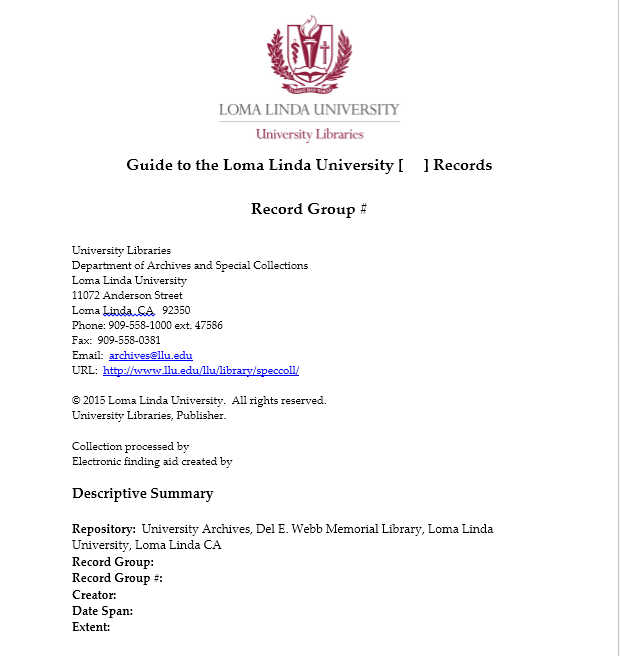 LOMA LINDA UNIVERSITY
University Libraries
Guide to the Loma Linda University [ ] Records
Record Group #
University Libraries
Department of Archives and Special Collections
Loma Linda University
11072 Anderson Street
Loma Linda CA 92350
Phone: 909-558-1000 ext. 47586
Fax: 909-558-0381
Email: archives@llu.edu
URL: http://www.llu.edu/llu/library/speccoll/
© 2015 Loma Linda University. All rights reserved.
University Libraries, Publisher.
Collection processed by
Electronic finding aid created by
Descriptive Summary
Repository: University Archives, Del E. Webb Memorial Library, Loma Linda
University, Loma Linda CA
Record Group:
Record Group #:
Creator:
Date Span:
Extent: